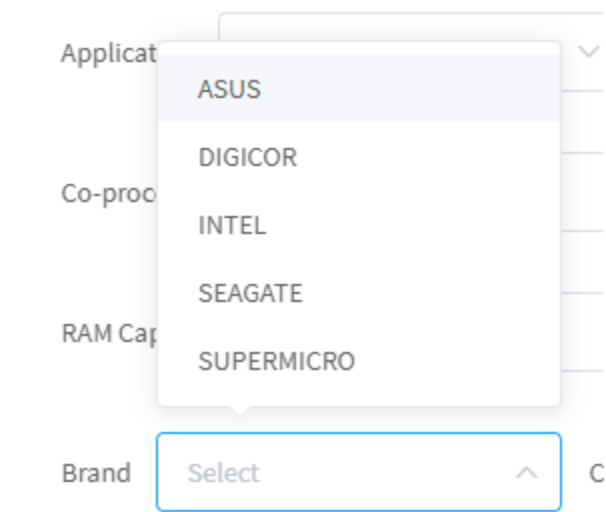 Applicat
ASUS
DIGICOR
Co-proc
INTEL
SEAGATE
RAM Cap
SUPERMICRO
Brand Select